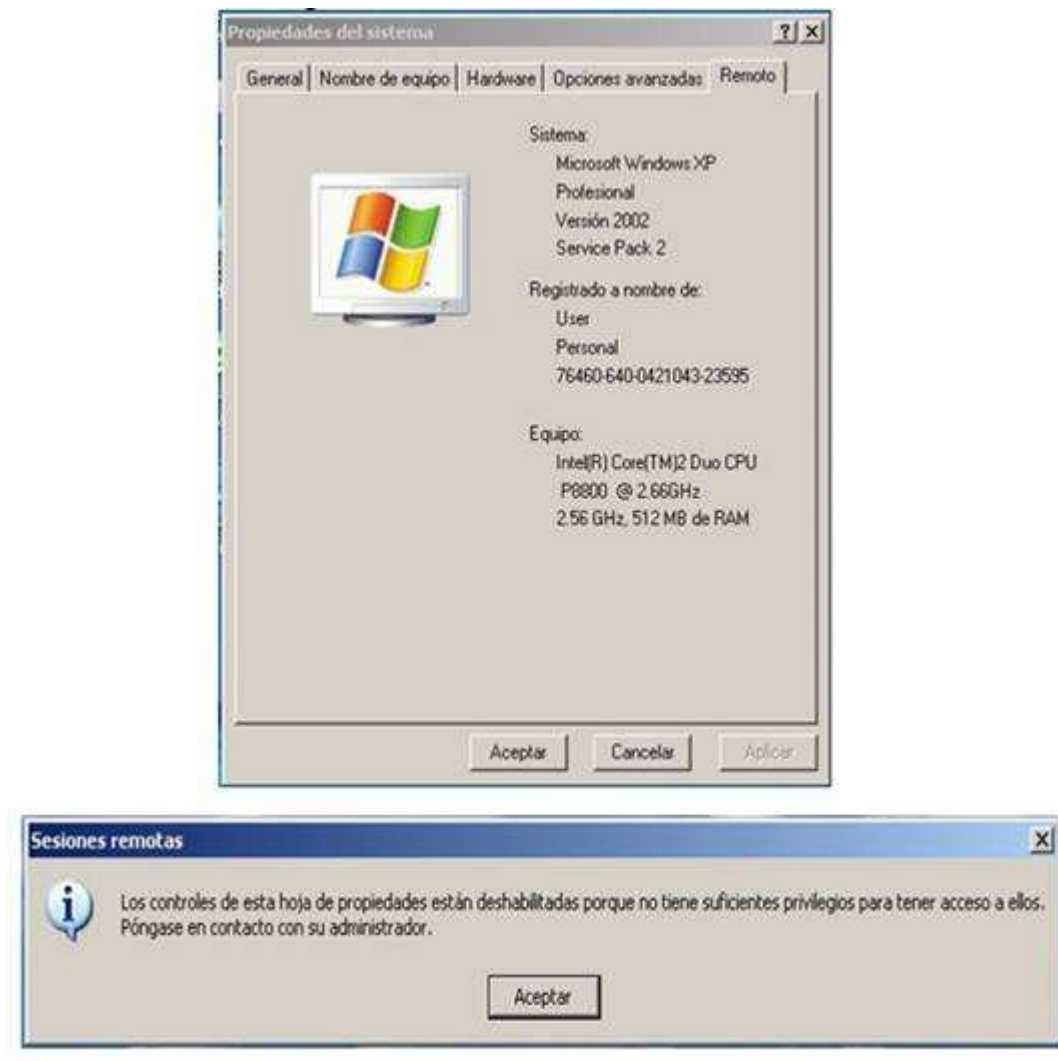 Propiedades del sistema
General Nombre de equipo Hardware Opciones avanzadas Remoto
Sistema:
Microsoft Windows XP
Profesional
Versión 2002
Service Pack 2
Registrado a nombre de:
User
Personal
76460-640-0421043-23595
Equipo:
Intel(R) Core(TM)2 Duo CPU
P8800 @ 2.66GHz
2.56 GHz, 512 MB de RAM
Aceptar Cancelar Aplicar
Sesiones remotas
Los controles de esta hoja de propiedades están deshabilitadas porque no tiene suficientes privilegios para tener acceso a ellos.
Póngase en contacto con su administrador.
Aceptar